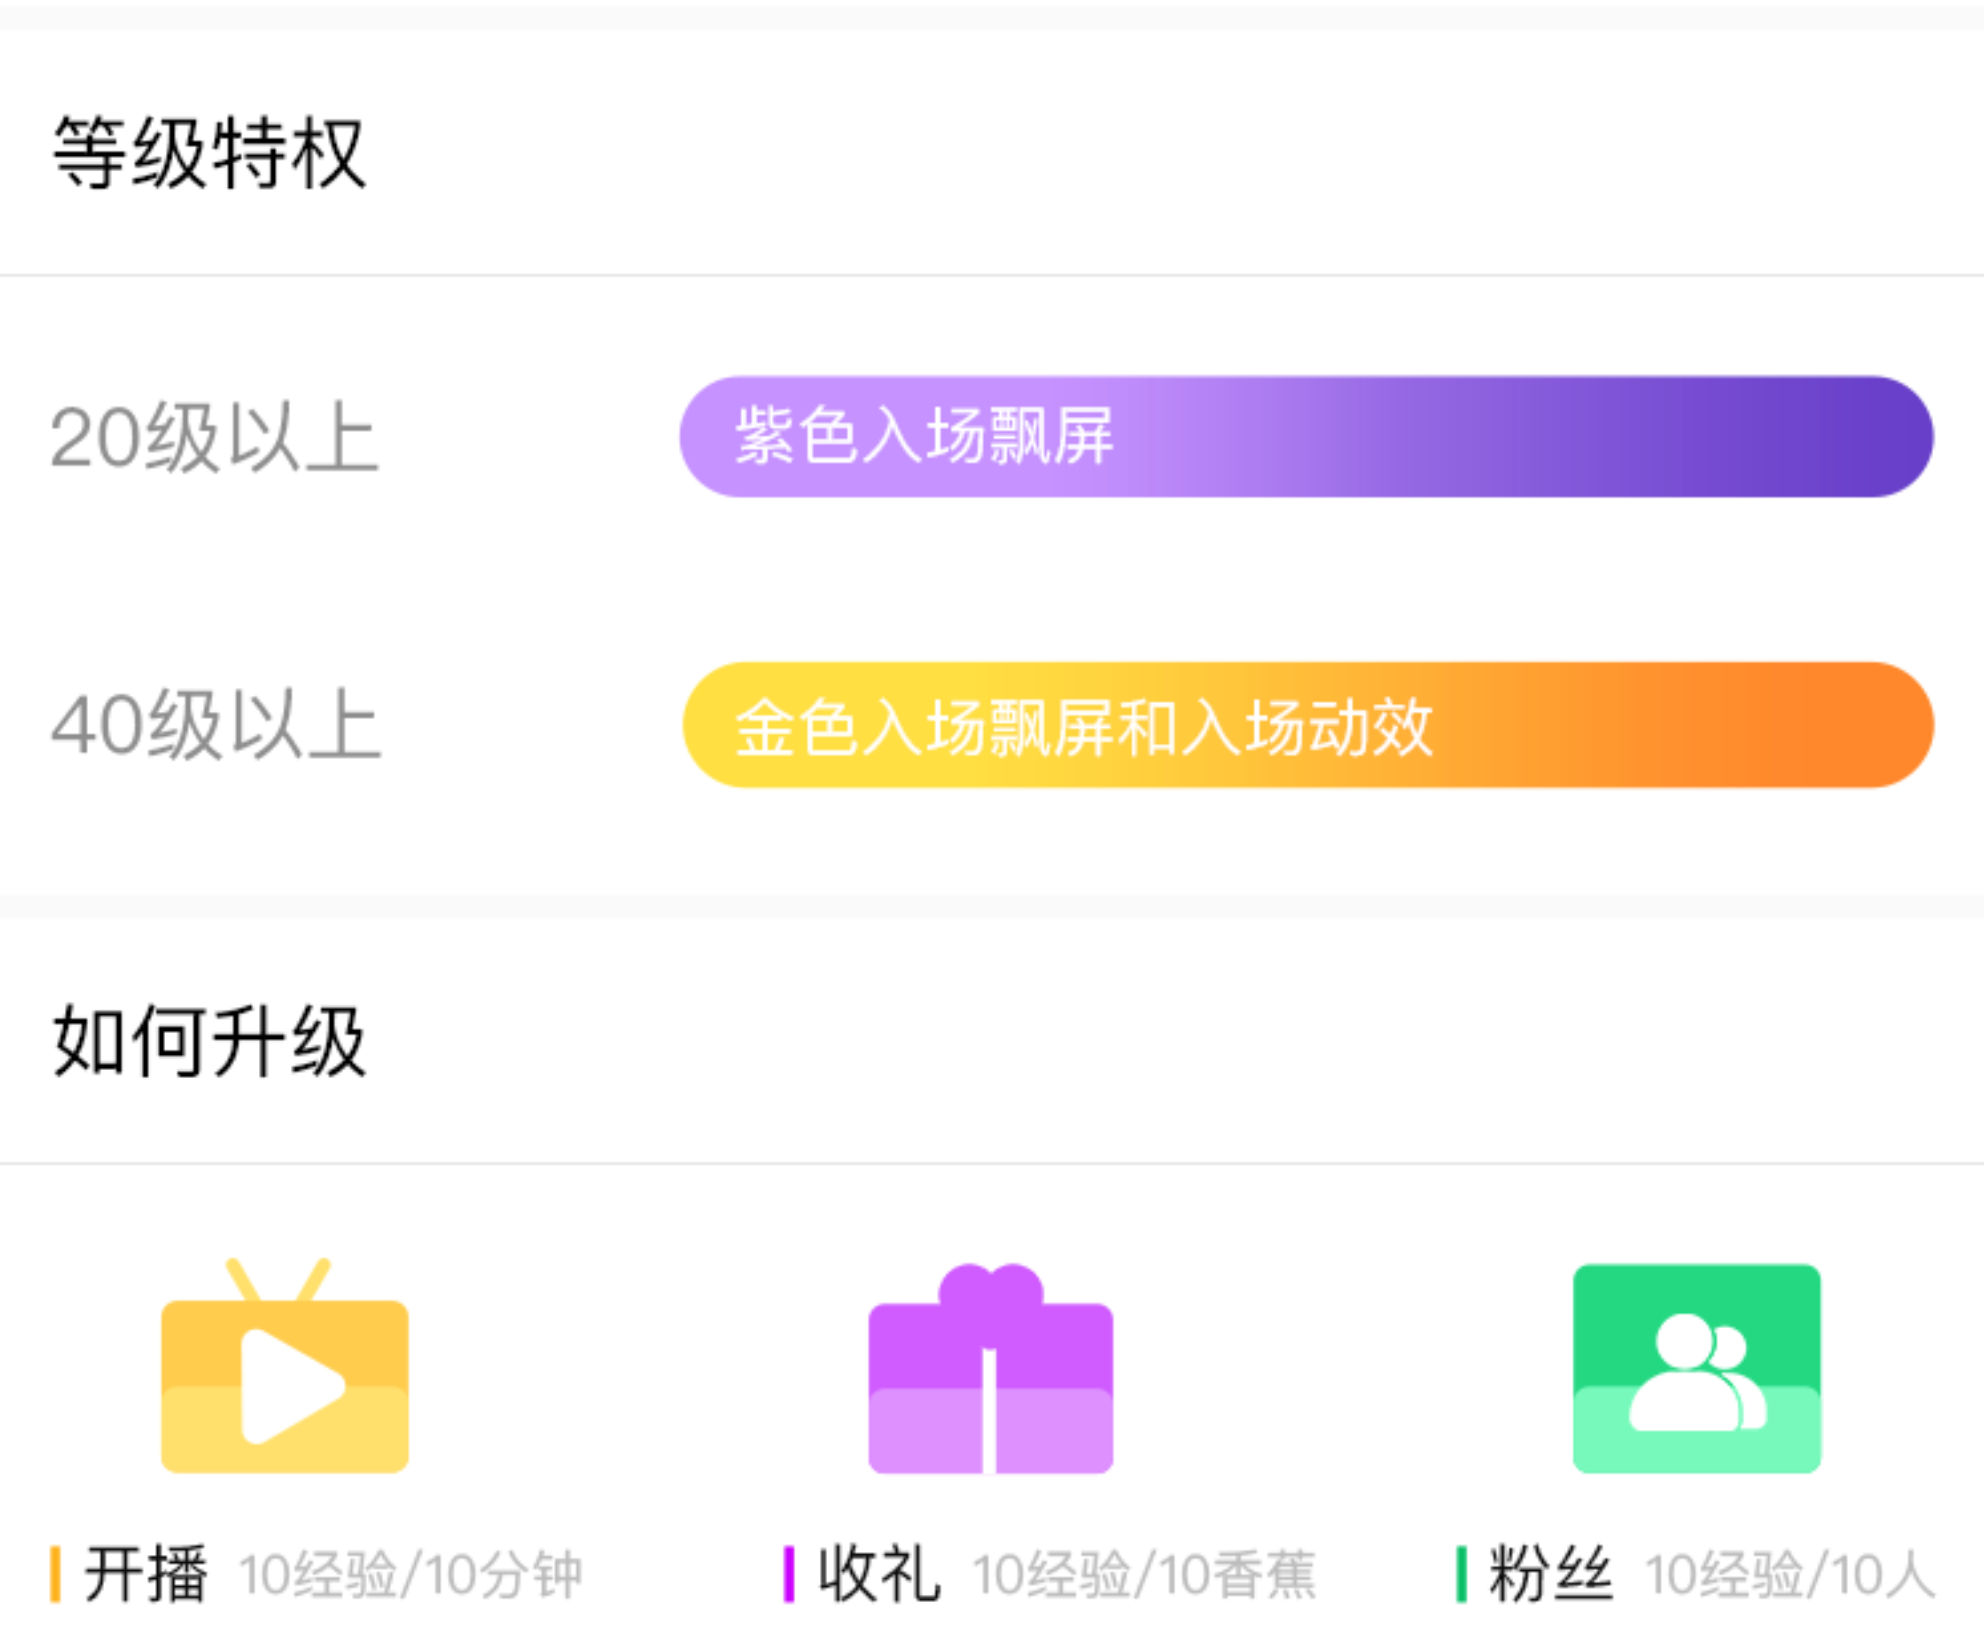 等级特权
20级以上 紫色入场飘屏
40级以上 金色入场飘屏和入场动效
如何升级
开播 10经验/10分钟 收礼 10经验/10香蕉 粉丝 10经验/10人